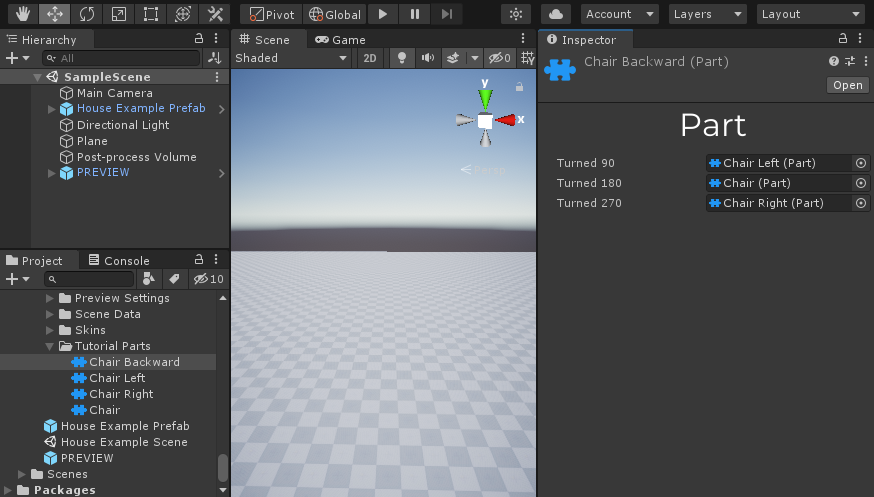 Pivot Global Account Layers Layout
Hierarchy
All
SampleScene
Main Camera
House Example Prefab
Directional Light
Plane
Post-process Volume
PREVIEW
Project Console
10
Preview Settings
Scene Data
Skins
Tutorial Parts
Chair Backward
Chair Left
Chair Right
Chair
House Example Prefab
House Example Scene
PREVIEW
Scenes
Packages
Scene Game
Shaded 2D 0
y
x
Persp
Inspector
Chair Backward (Part)
Open
Part
Turned 90 Chair Left (Part)
Turned 180 Chair (Part)
Turned 270 Chair Right (Part)